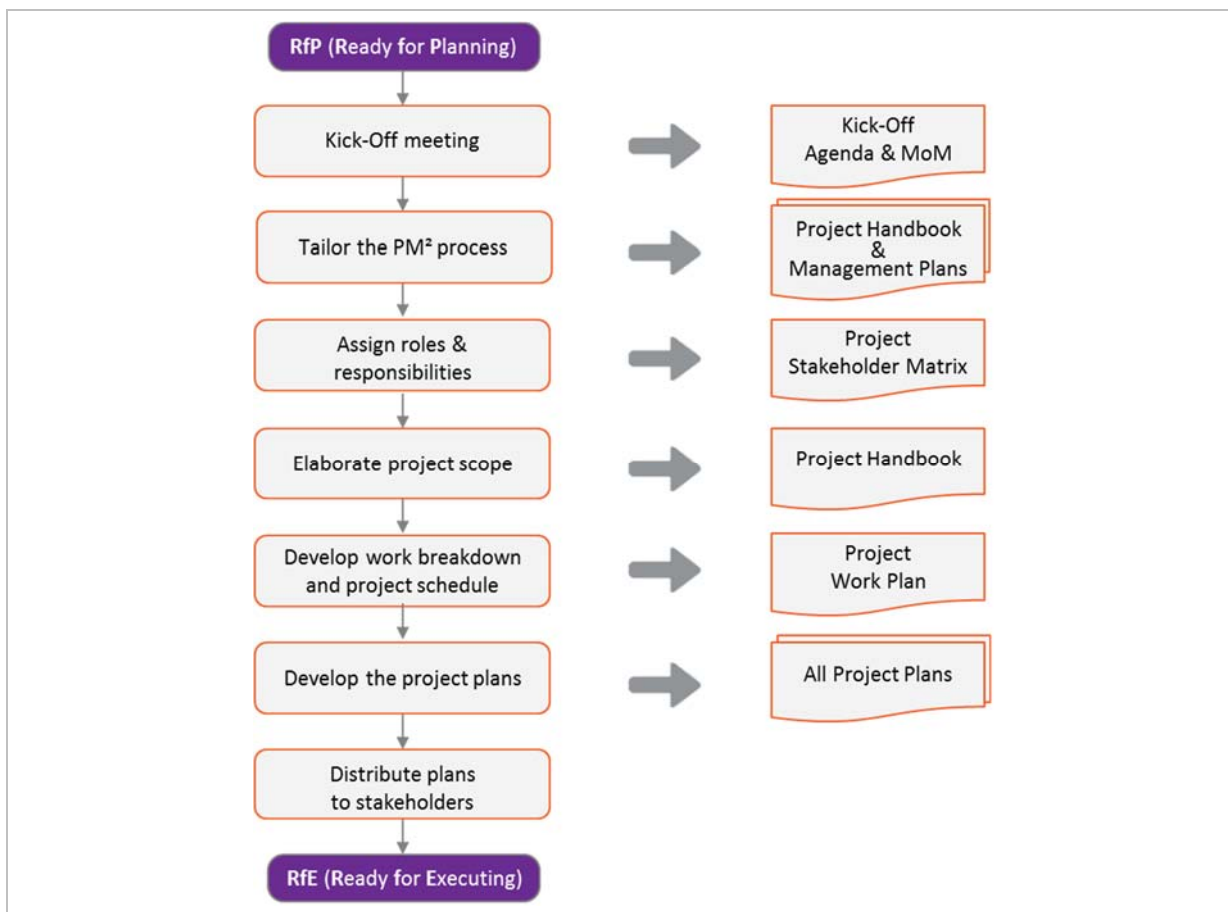 RfP (Ready for Planning)
Kick-Off meeting
Kick-Off
Agenda & MoM
Tailor the PM² process
Project Handbook
&
Management Plans
Assign roles &
responsibilities
Project
Stakeholder Matrix
Elaborate project scope
Project Handbook
Develop work breakdown
and project schedule
Project
Work Plan
Develop the project plans
All Project Plans
Distribute plans
to stakeholders
RfE (Ready for Executing)